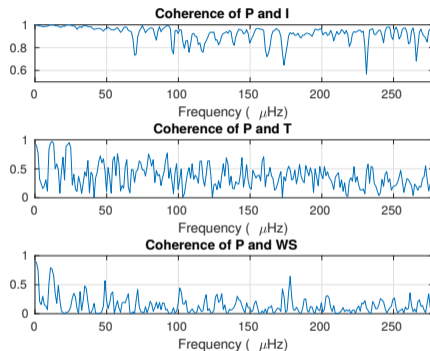 Coherence of P and I
1
0.8
0.6
0 50 100 150 200 250
Frequency ( μHz)
Coherence of P and T
1
0.5
0
0 50 100 150 200 250
Frequency ( μHz)
Coherence of P and WS
1
0.5
0
0 50 100 150 200 250
Frequency ( μHz)